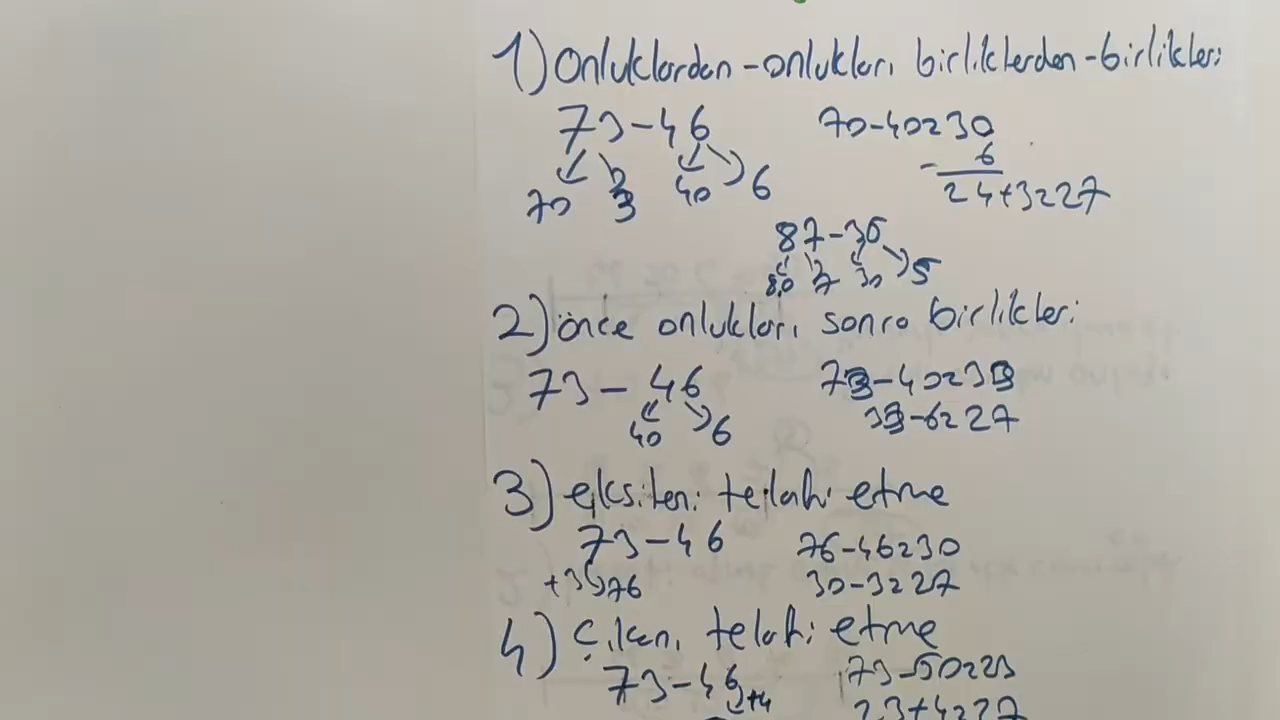 1) Onluklardan-onlukları birliklerden-birlikleri
73-46 70-40=30
70 3 40 6 - 6
24+3=27
87-35
80 7 30 5
2) önce onlukları sonra birlikleri
73-46 73-40=33
40 6 33-6=27
3) eksileni telafi etme
73-46 76-46=30
+3 76 30-3=27
4) Çıkanı telafi etme
73-46 73-50=23
+4 23+4=27